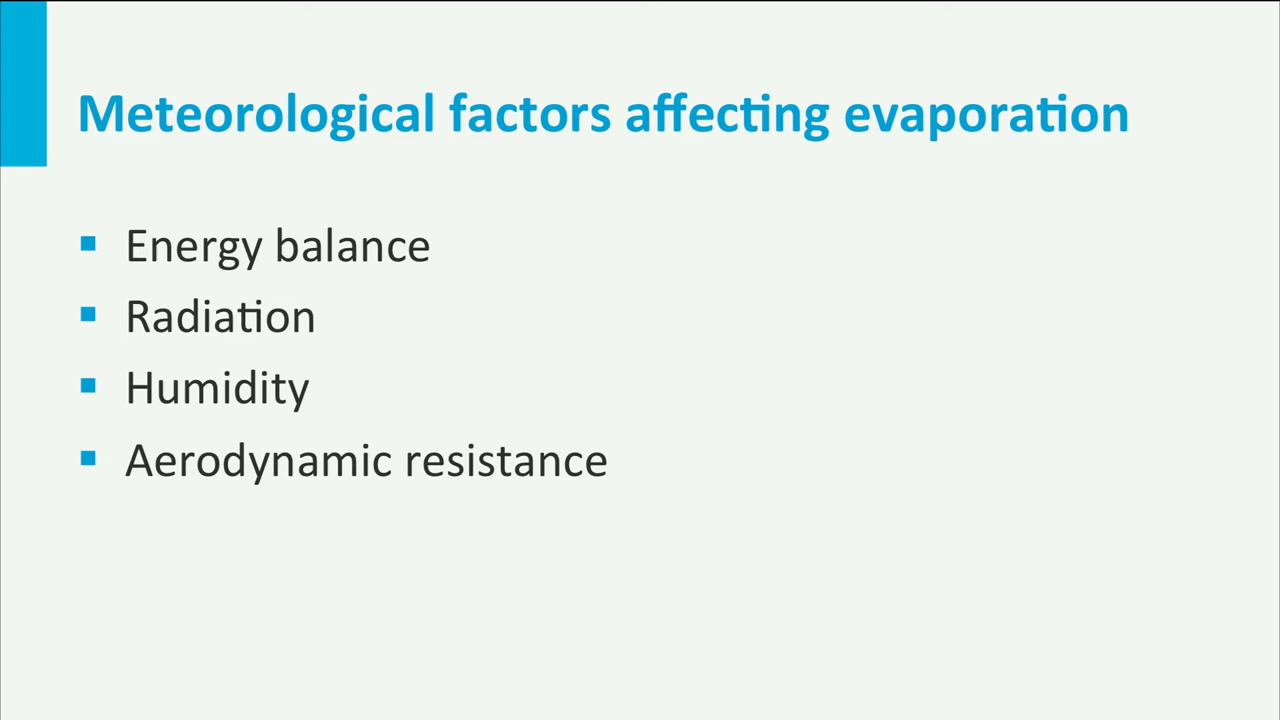 Meteorological factors affecting evaporation
▪ Energy balance
▪ Radiation
▪ Humidity
▪ Aerodynamic resistance